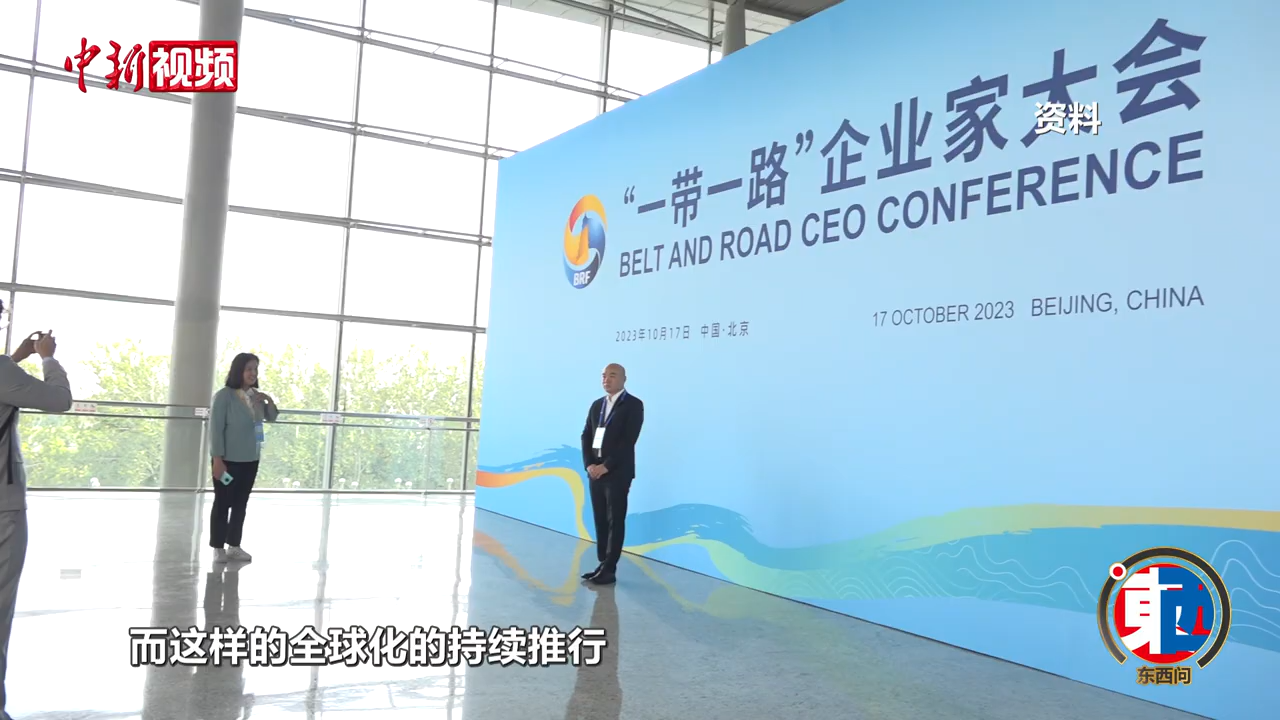 中新视频
资料
“一带一路”企业家大会
BELT AND ROAD CEO CONFERENCE
BRF
2023年10月17日 中国·北京
17 OCTOBER 2023 BEIJING, CHINA
而这样的全球化的持续推行
东西问